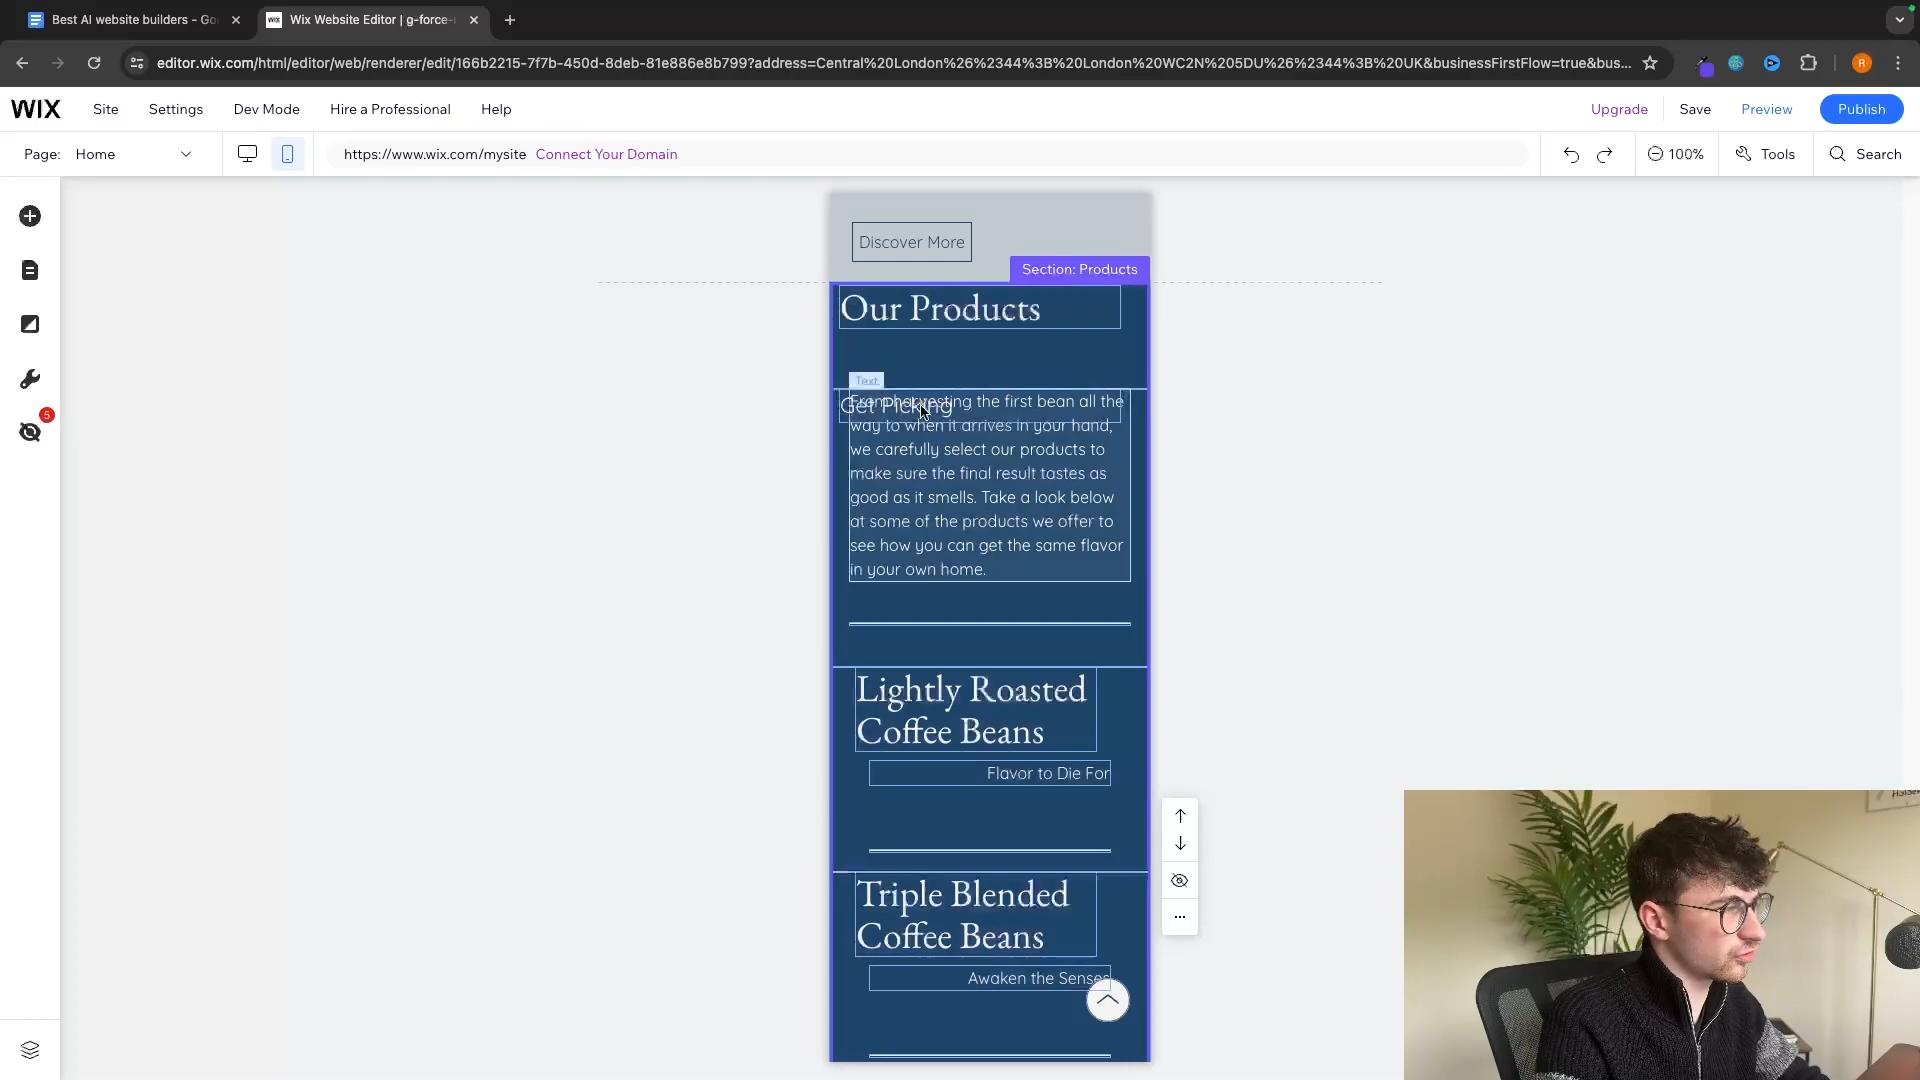 Best AI website builders - Go
Wix Website Editor | g-force-
editor.wix.com/html/editor/web/renderer/edit/166b2215-7f7b-450d-8deb-81e886e8b799?address=Central%20London%26%2344%3B%20London%20WC2N%205DU%26%2344%3B%20UK&businessFirstFlow=true&bus...
R
WIX Site Settings Dev Mode Hire a Professional Help Upgrade Save Preview Publish
Page: Home https://www.wix.com/mysite Connect Your Domain 100% Tools Search
5
Discover More
Section: Products
Our Products
Text
Get Picking
From harvesting the first bean all the
way to when it arrives in your hand,
we carefully select our products to
make sure the final result tastes as
good as it smells. Take a look below
at some of the products we offer to
see how you can get the same flavor
in your own home.
Lightly Roasted
Coffee Beans
Flavor to Die For
Triple Blended
Coffee Beans
Awaken the Senses